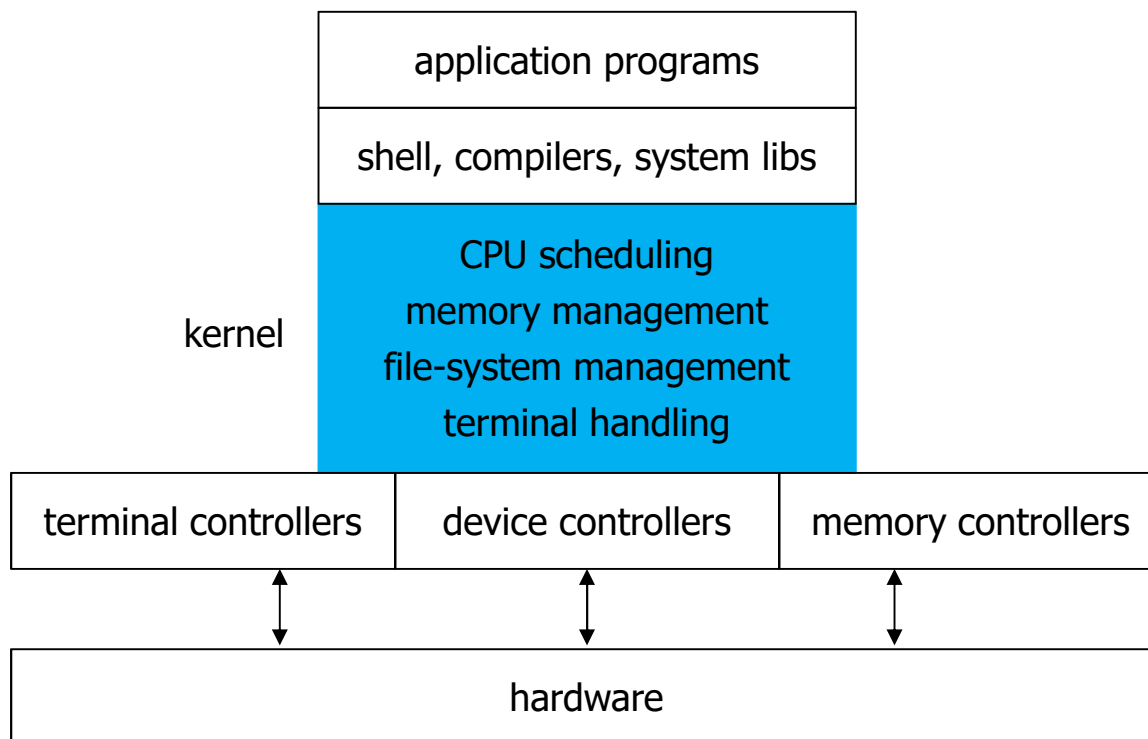 application programs
shell, compilers, system libs
CPU scheduling
memory management
kernel
file-system management
terminal handling
terminal controllers
device controllers
memory controllers
hardware